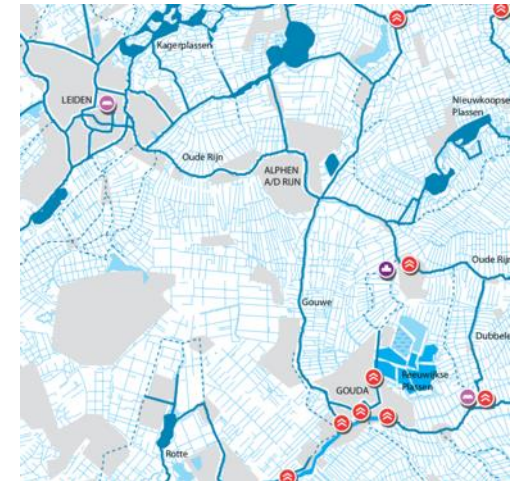 Kagerplassen
LEIDEN
Nieuwkoopse
Plassen
Oude Rijn
ALPHEN
A/D RIJN
Oude Rijn
Gouwe
Dubbele
Reeuwijkse
Plassen
GOUDA
Rotte